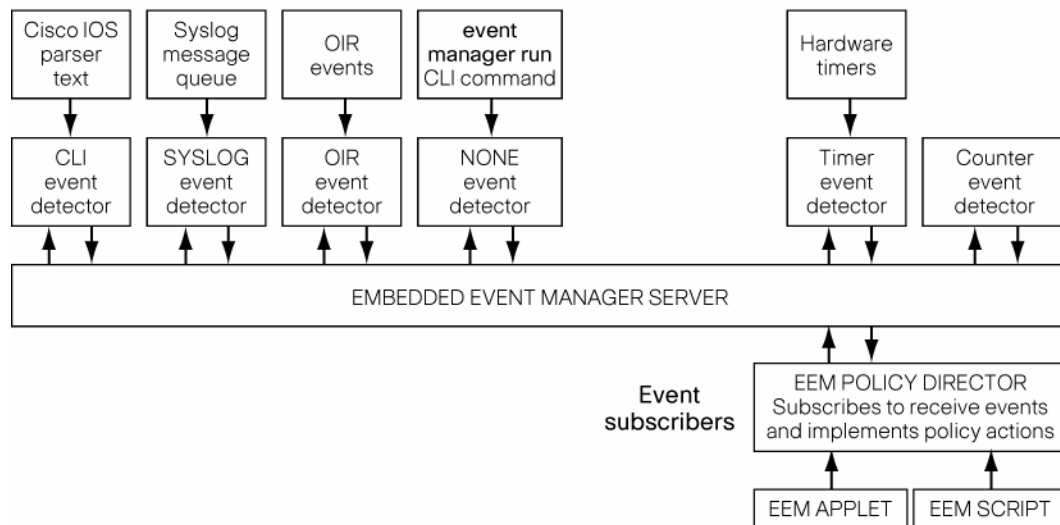 Cisco IOS
parser
text
Syslog
message
queue
OIR
events
event
manager run
CLI command
Hardware
timers
CLI
event
detector
SYSLOG
event
detector
OIR
event
detector
NONE
event
detector
Timer
event
detector
Counter
event
detector
EMBEDDED EVENT MANAGER SERVER
Event
subscribers
EEM POLICY DIRECTOR
Subscribes to receive events
and implements policy actions
EEM APPLET
EEM SCRIPT